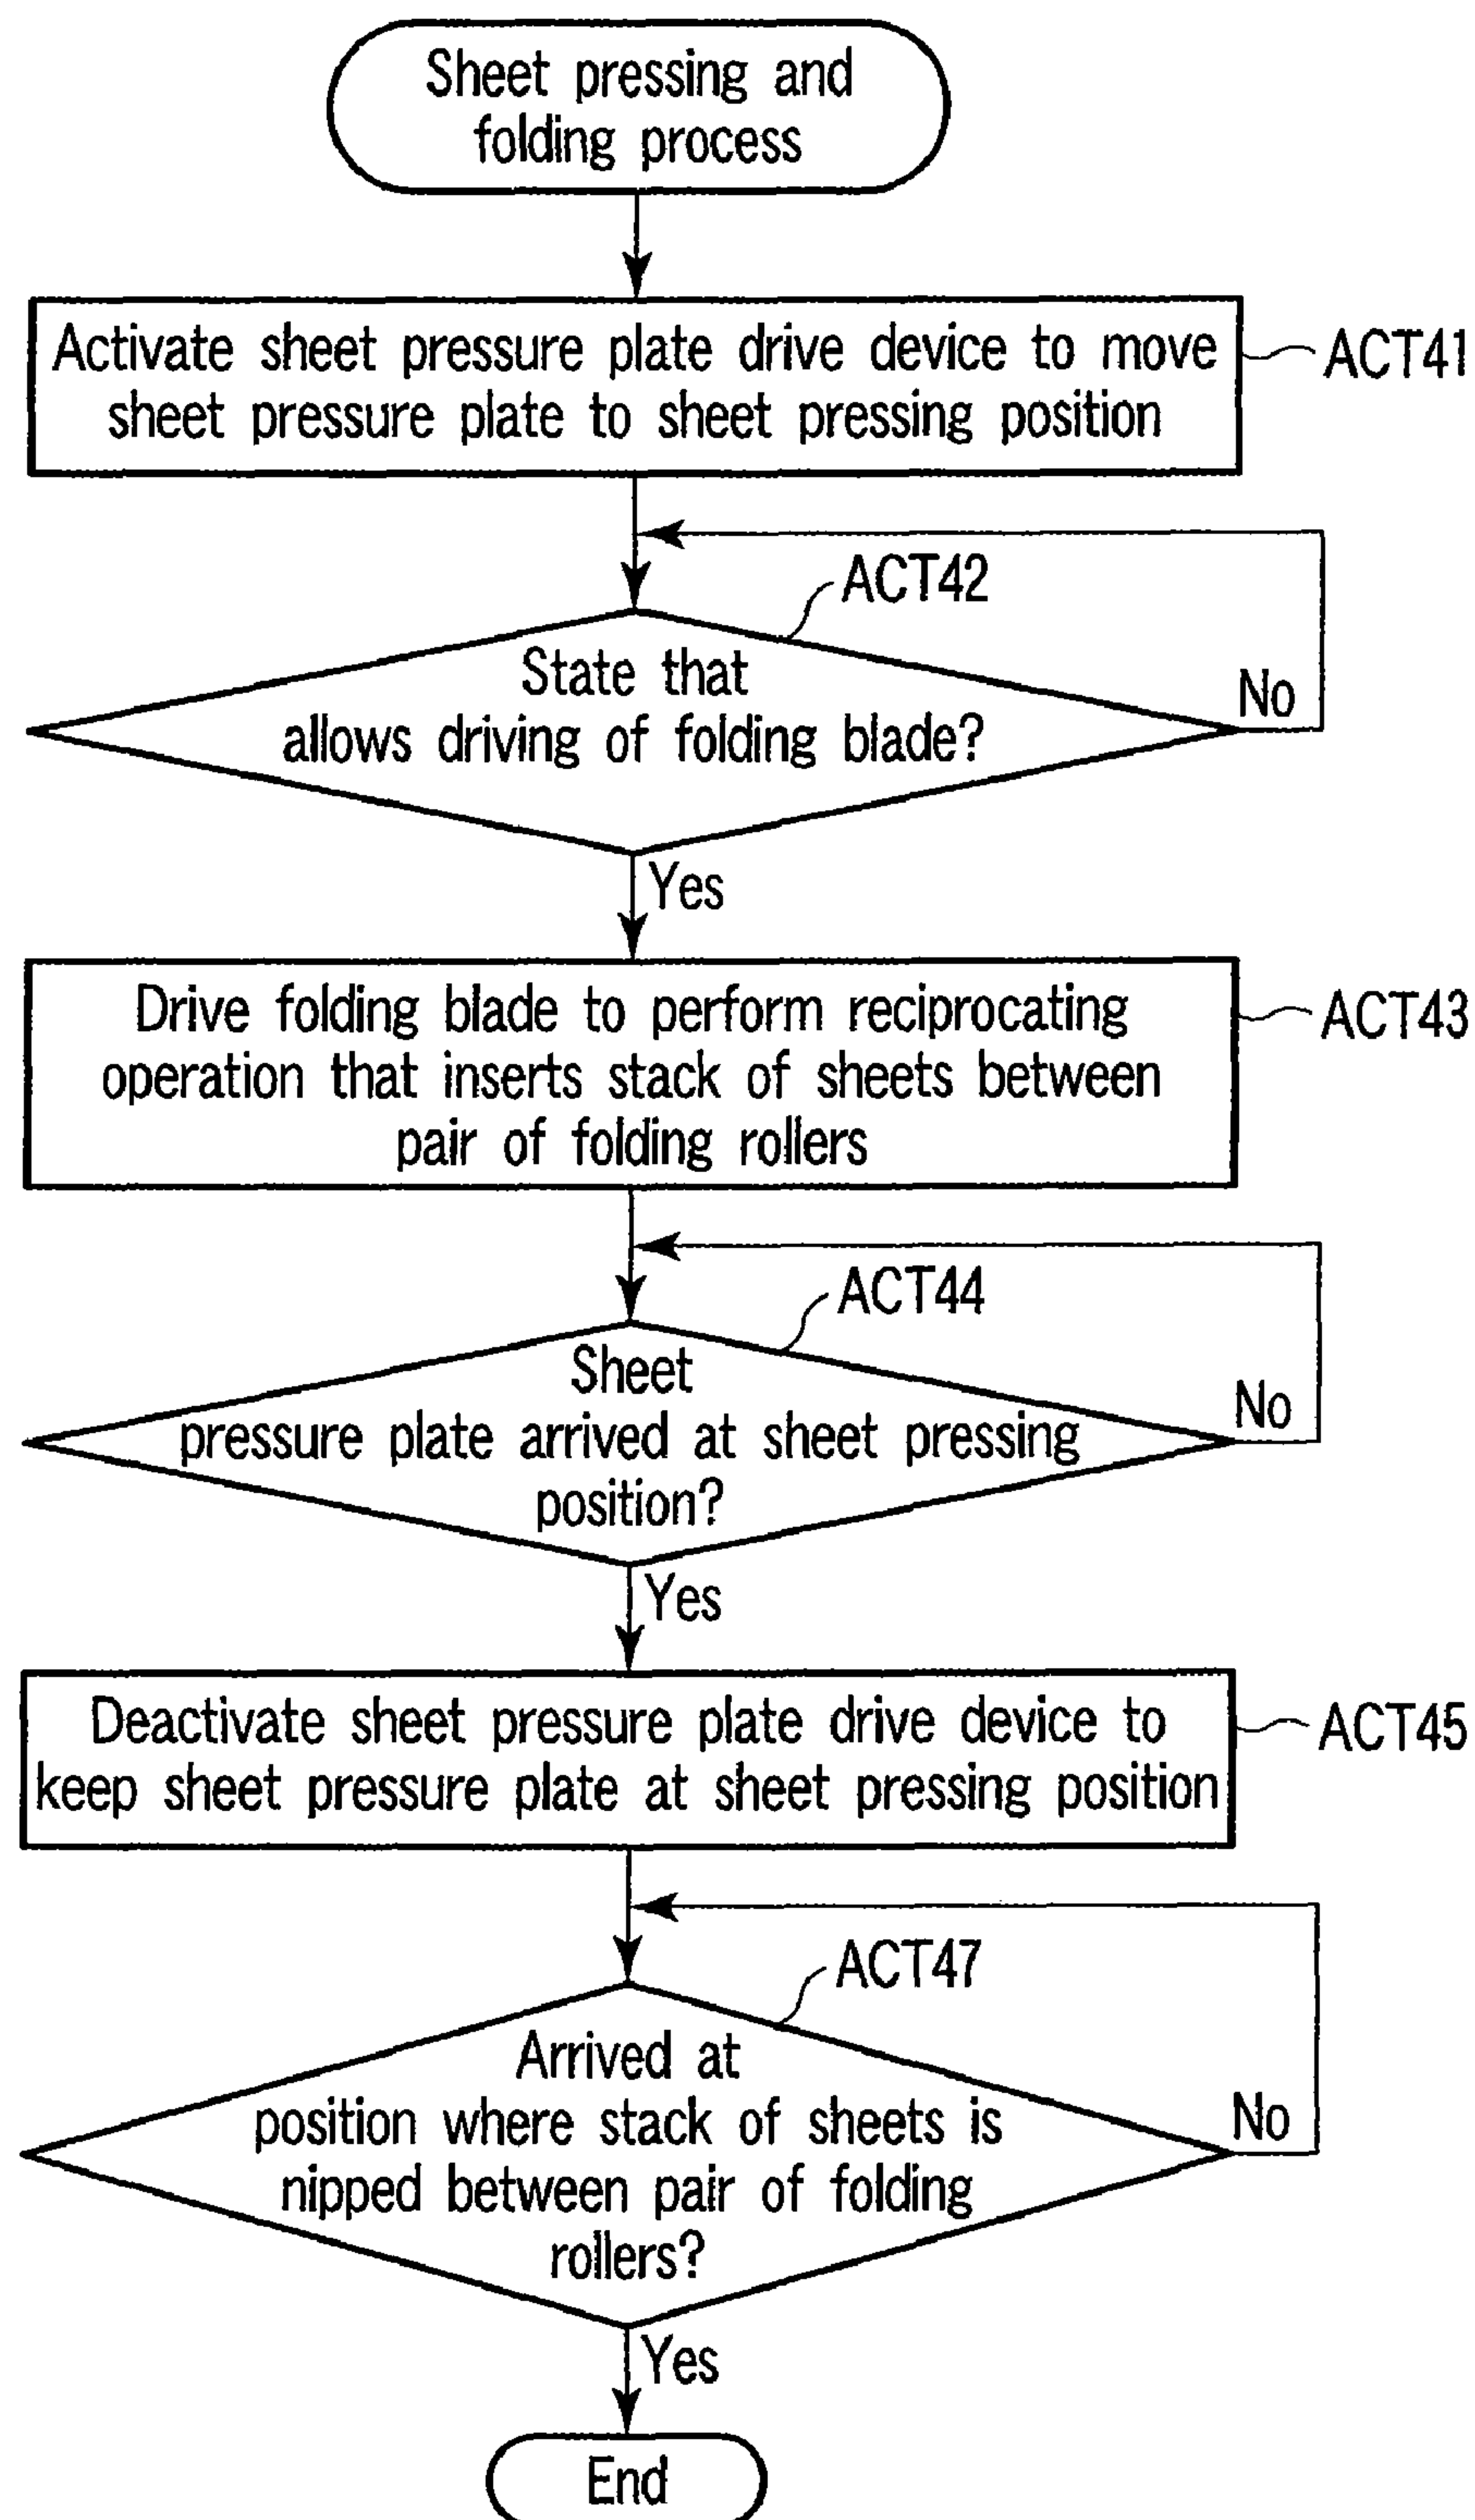 Sheet pressing and
folding process
Activate sheet pressure plate drive device to move
sheet pressure plate to sheet pressing position
ACT41
ACT42
State that
allows driving of folding blade?
No
Yes
Drive folding blade to perform reciprocating
operation that inserts stack of sheets between
pair of folding rollers
ACT43
ACT44
Sheet
pressure plate arrived at sheet pressing
position?
No
Yes
Deactivate sheet pressure plate drive device to
keep sheet pressure plate at sheet pressing position
ACT45
ACT47
Arrived at
position where stack of sheets is
nipped between pair of folding
rollers?
No
Yes
End